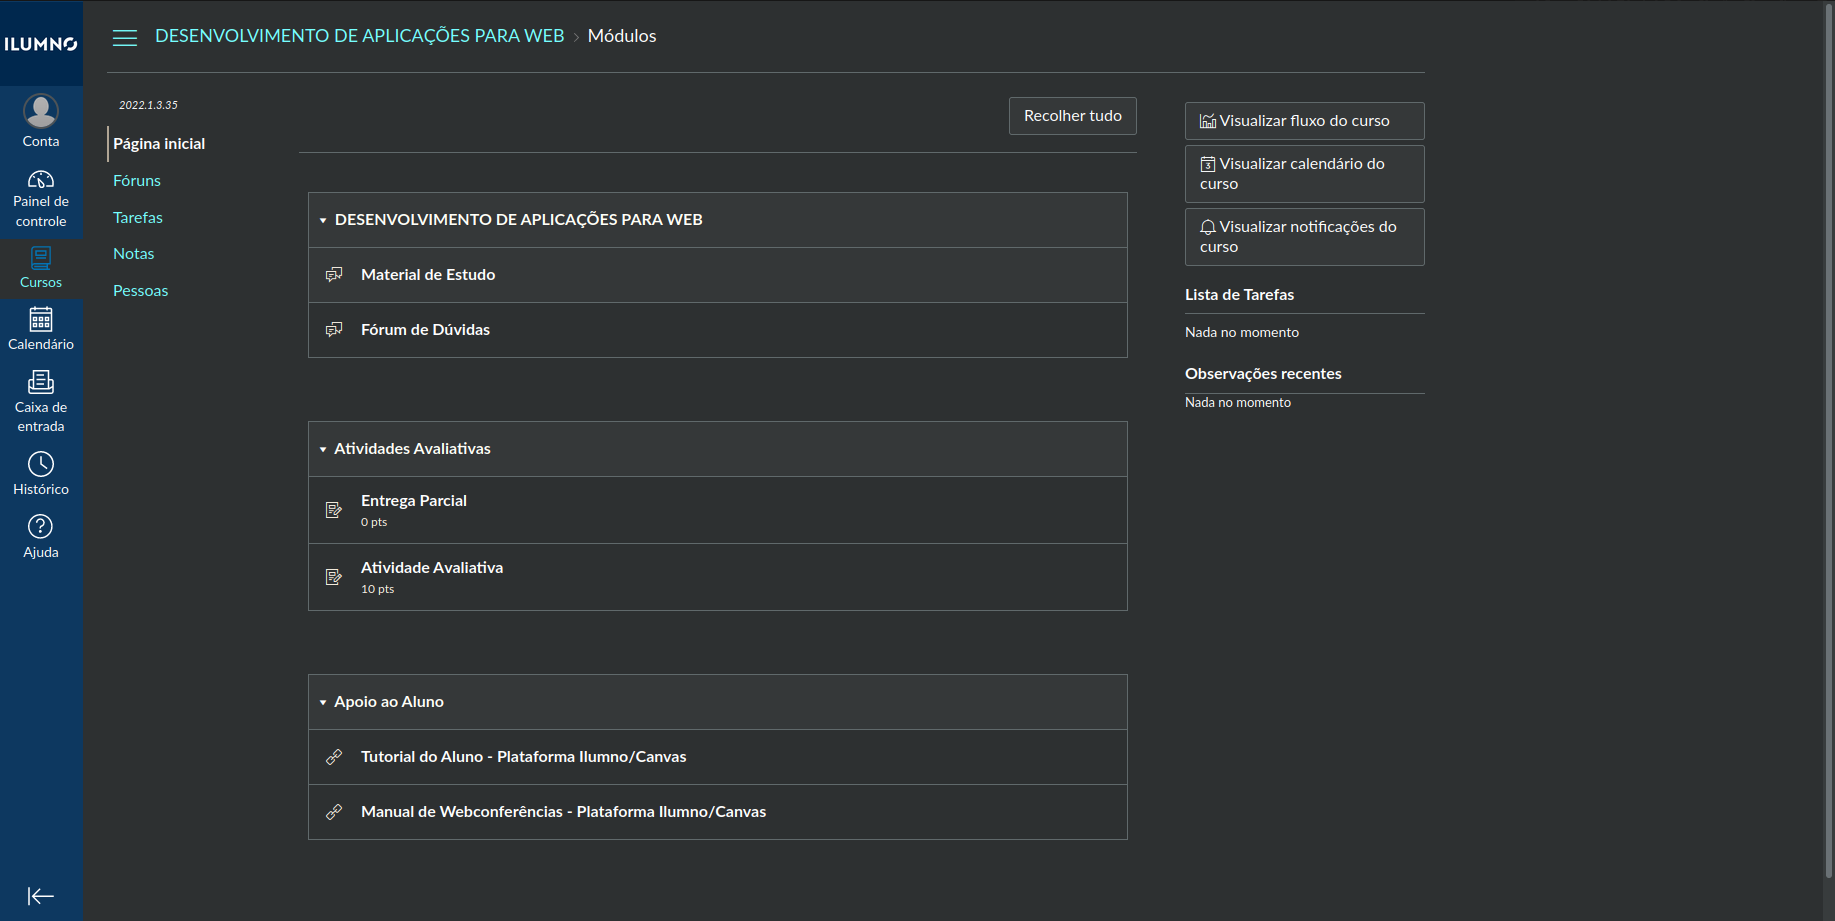 ILUMNO
Conta
Painel de
controle
Cursos
Calendário
Caixa de
entrada
Histórico
Ajuda
DESENVOLVIMENTO DE APLICAÇÕES PARA WEB › Módulos
2022.1.3.35
Página inicial
Fóruns
Tarefas
Notas
Pessoas
Recolher tudo
DESENVOLVIMENTO DE APLICAÇÕES PARA WEB
Material de Estudo
Fórum de Dúvidas
Atividades Avaliativas
Entrega Parcial
0 pts
Atividade Avaliativa
10 pts
Apoio ao Aluno
Tutorial do Aluno - Plataforma Ilumno/Canvas
Manual de Webconferências - Plataforma Ilumno/Canvas
Visualizar fluxo do curso
3
Visualizar calendário do
curso
Visualizar notificações do
curso
Lista de Tarefas
Nada no momento
Observações recentes
Nada no momento